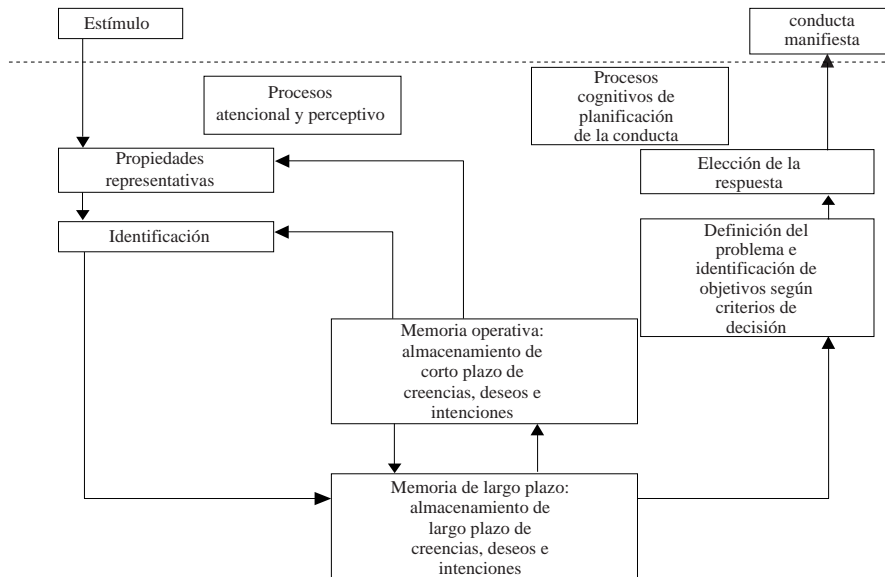 Estímulo
conducta
manifiesta
Procesos
atencional y perceptivo
Procesos
cognitivos de
planificación
de la conducta
Propiedades
representativas
Elección de la
respuesta
Identificación
Definición del
problema e
identificación de
objetivos según
criterios de
decisión
Memoria operativa:
almacenamiento de
corto plazo de
creencias, deseos e
intenciones
Memoria de largo plazo:
almacenamiento de
largo plazo de
creencias, deseos e
intenciones